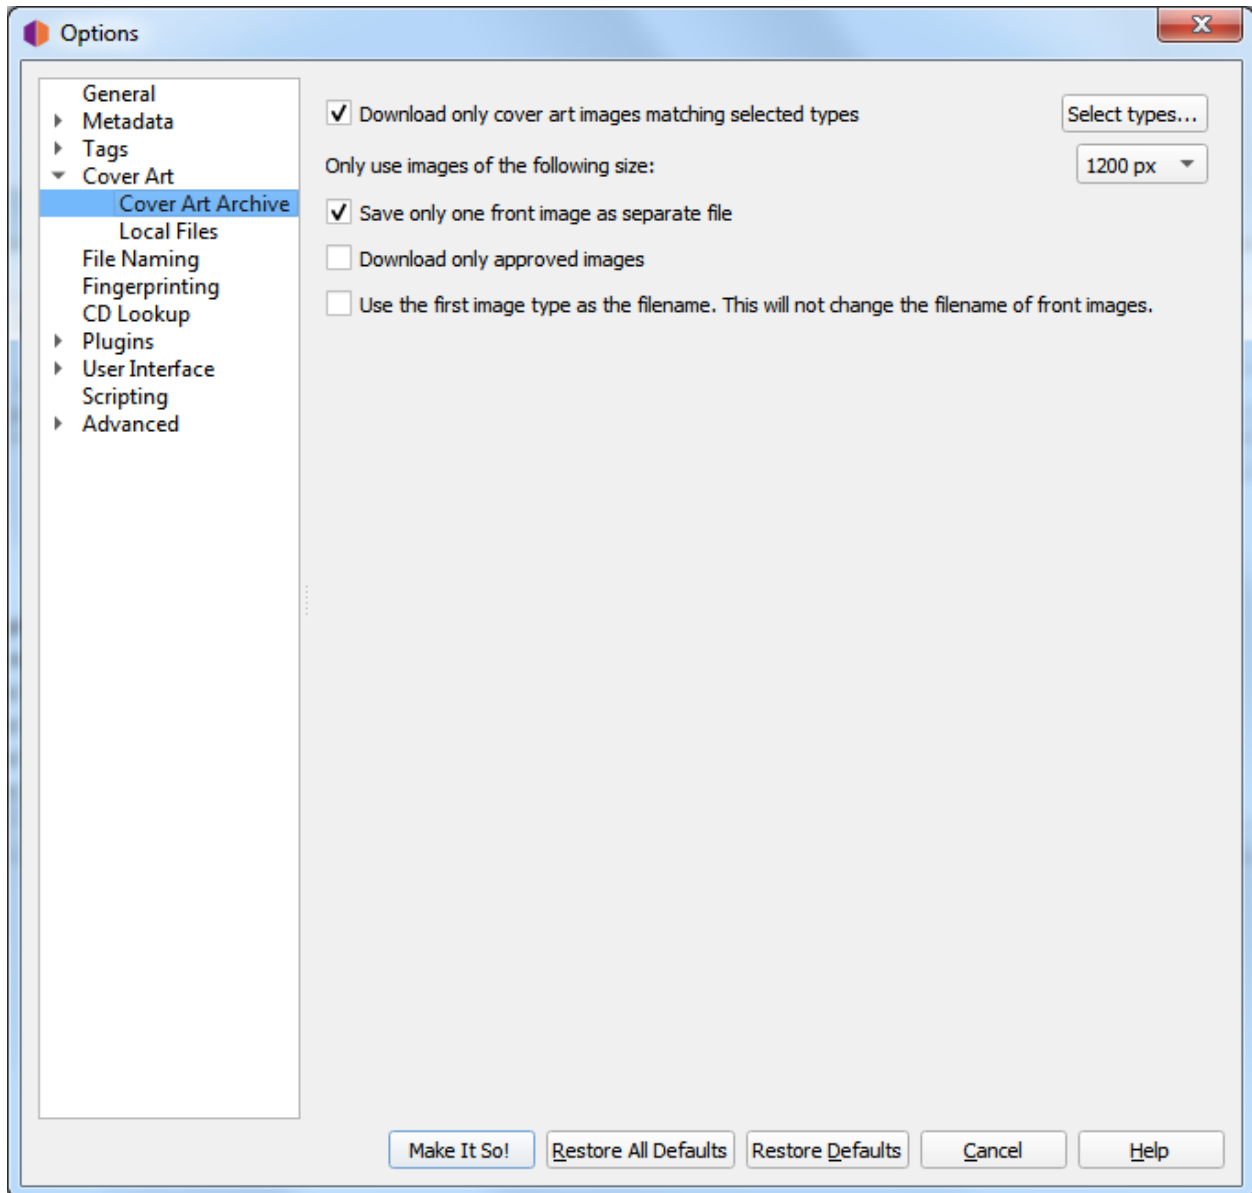 Options
General
Metadata
Tags
Cover Art
Cover Art Archive
Local Files
File Naming
Fingerprinting
CD Lookup
Plugins
User Interface
Scripting
Advanced
Download only cover art images matching selected types
Select types...
Only use images of the following size:
1200 px
Save only one front image as separate file
Download only approved images
Use the first image type as the filename. This will not change the filename of front images.
Make It So!
Restore All Defaults
Restore Defaults
Cancel
Help